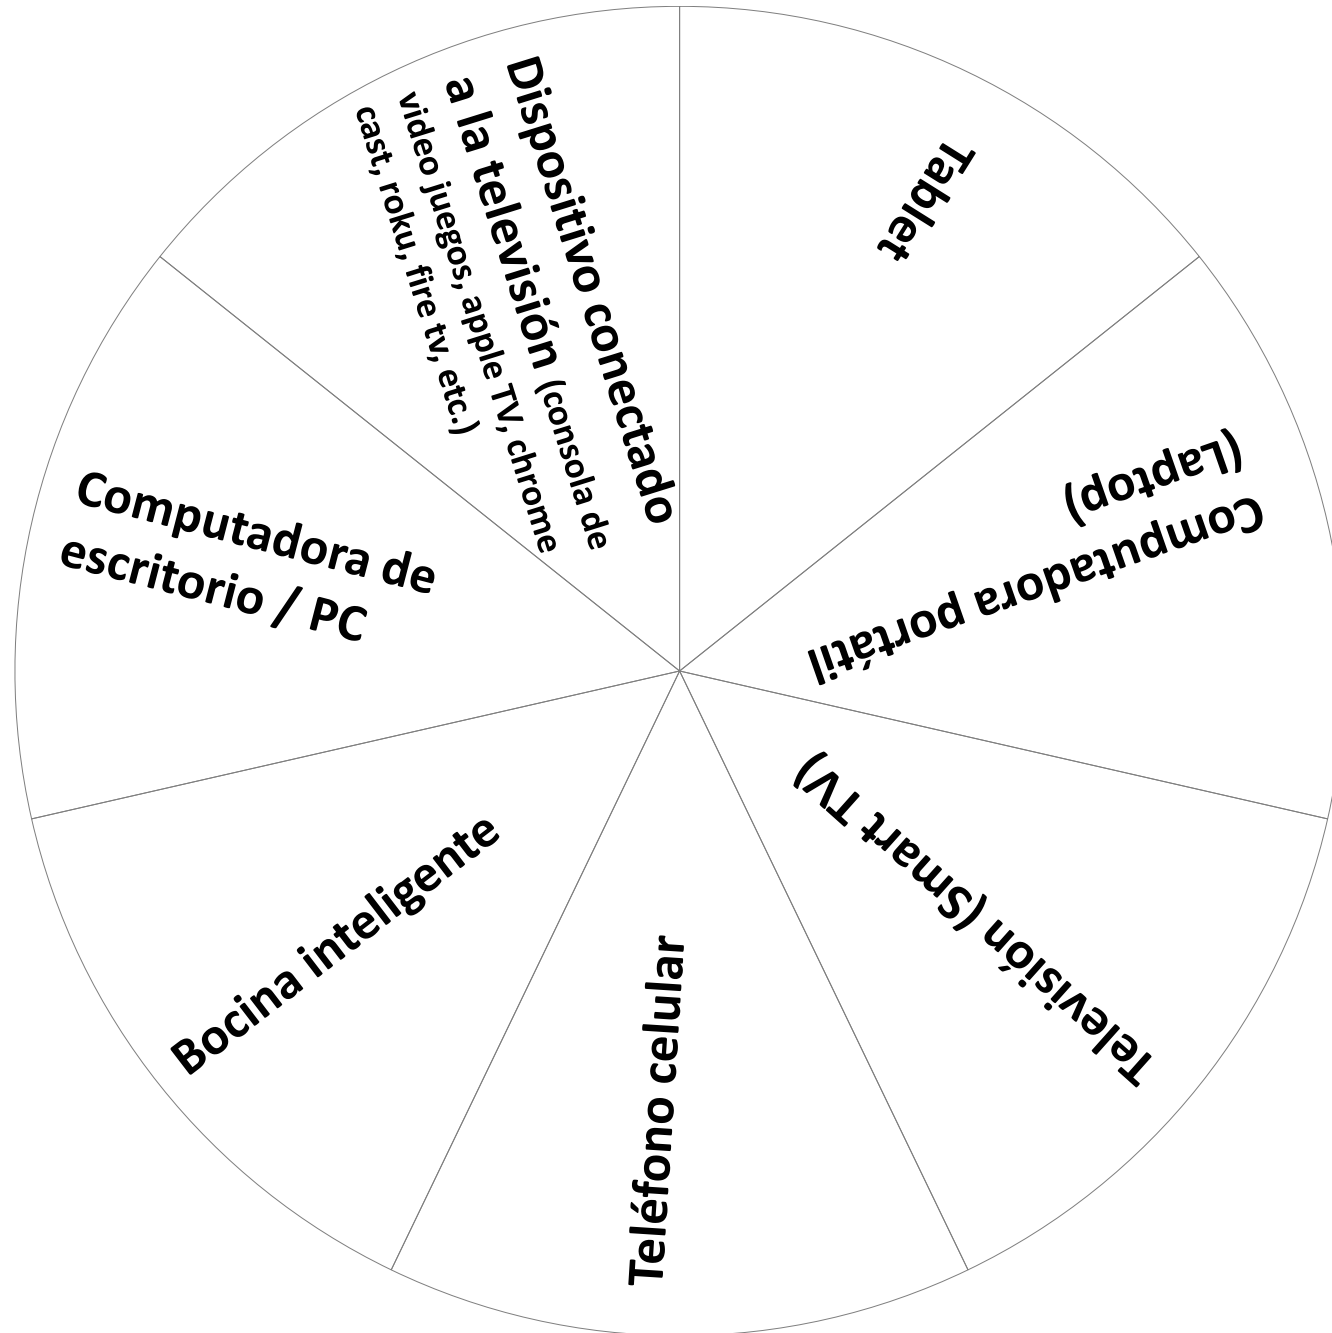 Tablet
Computadora portátil
(Laptop)
Televisión (Smart TV)
Teléfono celular
Bocina inteligente
Computadora de
escritorio / PC
Dispositivo conectado
a la televisión (consola de
video juegos, apple TV, chrome
cast, roku, fire tv, etc.)